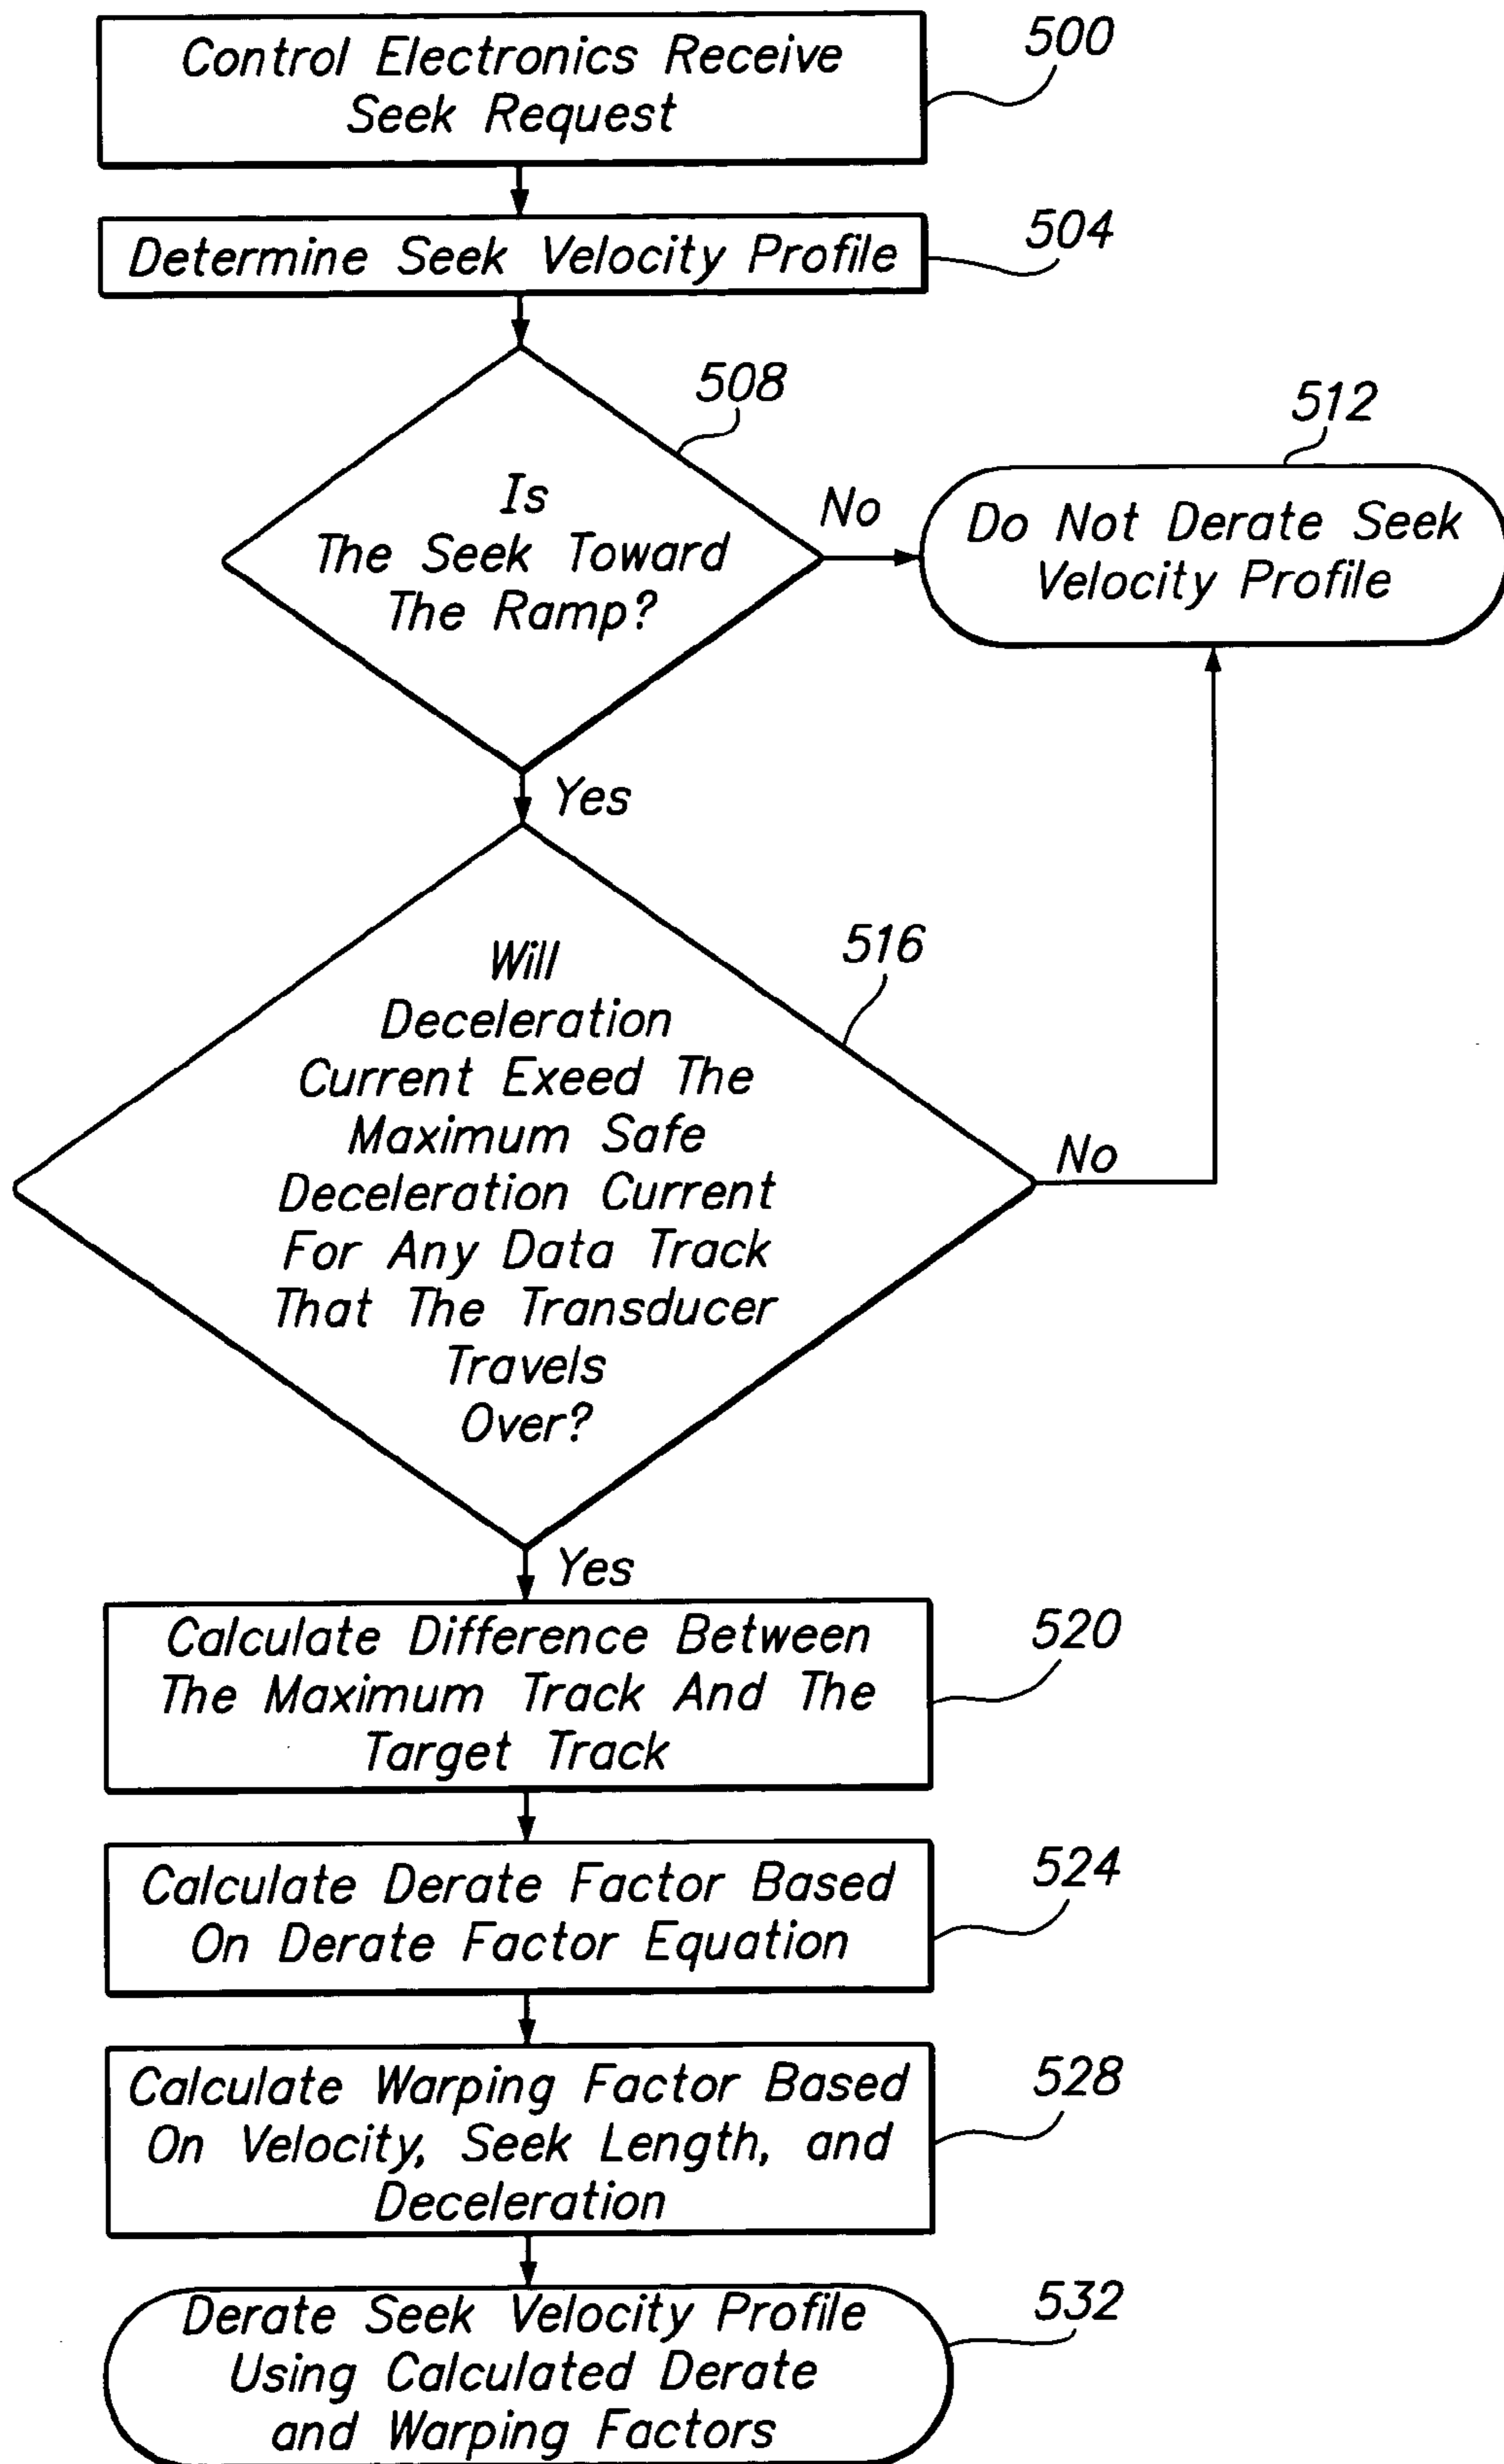 Control Electronics Receive
Seek Request
500
Determine Seek Velocity Profile
504
508
Is
The Seek Toward
The Ramp?
No
512
Do Not Derate Seek
Velocity Profile
Yes
516
Will
Deceleration
Current Exeed The
Maximum Safe
Deceleration Current
For Any Data Track
That The Transducer
Travels
Over?
No
Yes
Calculate Difference Between
The Maximum Track And The
Target Track
520
Calculate Derate Factor Based
On Derate Factor Equation
524
Calculate Warping Factor Based
On Velocity, Seek Length, and
Deceleration
528
Derate Seek Velocity Profile
Using Calculated Derate
and Warping Factors
532